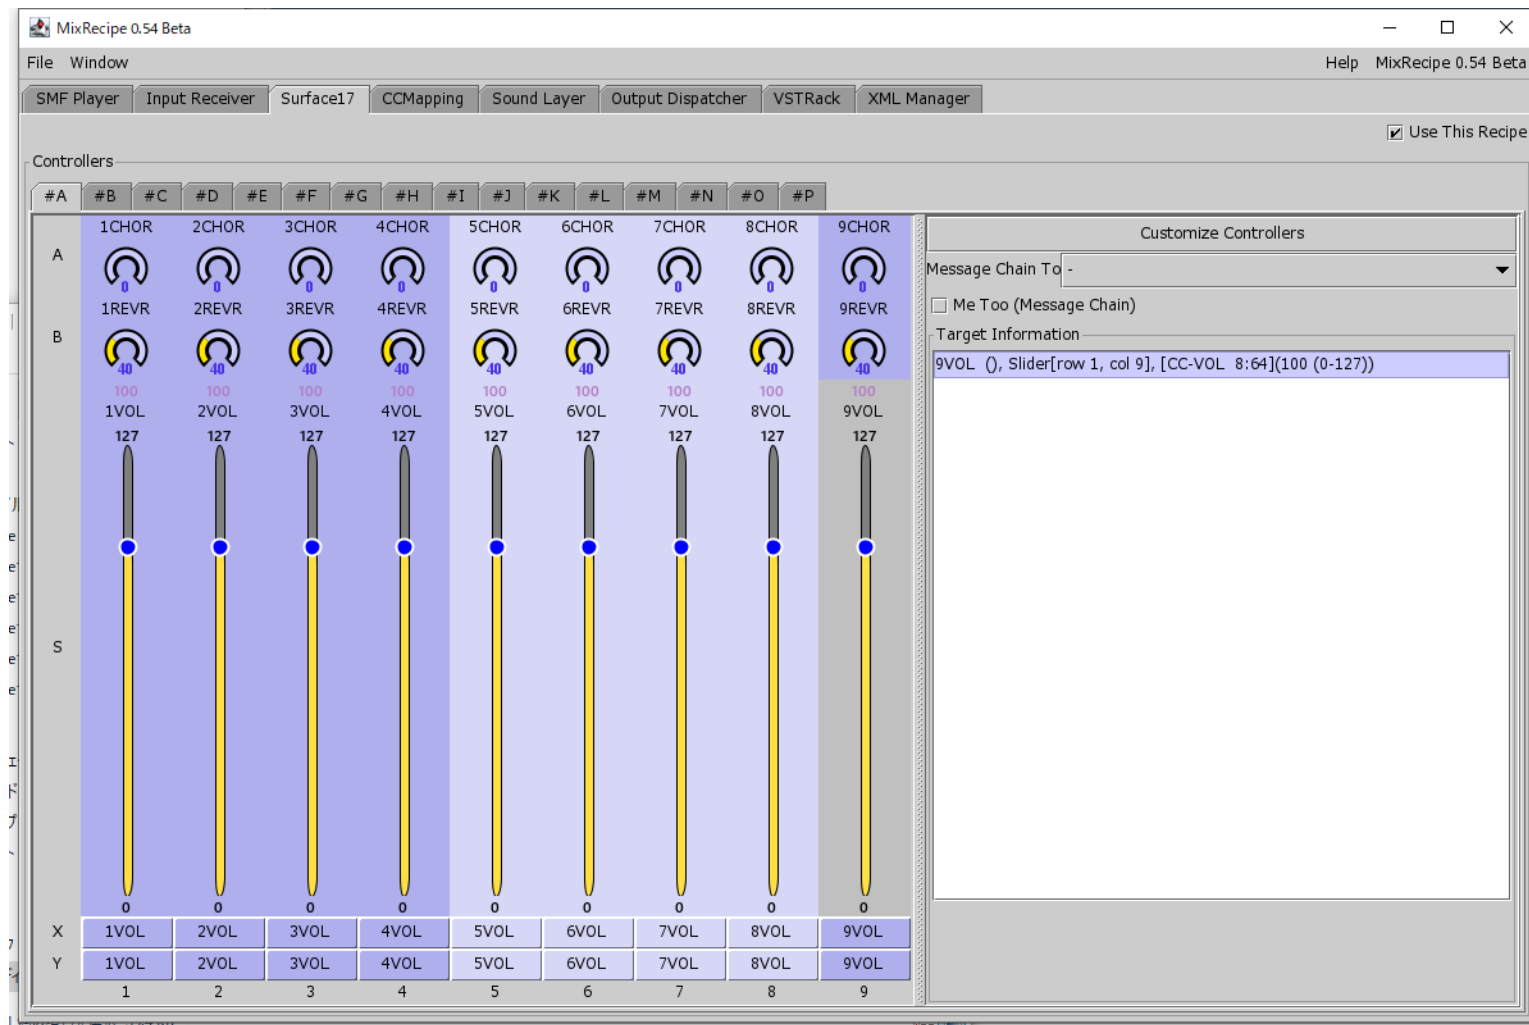 MixRecipe 0.54 Beta
File Window Help MixRecipe 0.54 Beta
SMF Player Input Receiver Surface17 CCMapping Sound Layer Output Dispatcher VSTRack XML Manager
Use This Recipe
Controllers
#A #B #C #D #E #F #G #H #I #J #K #L #M #N #O #P
1CHOR 2CHOR 3CHOR 4CHOR 5CHOR 6CHOR 7CHOR 8CHOR 9CHOR
A
0 0 0 0 0 0 0 0 0
1REVR 2REVR 3REVR 4REVR 5REVR 6REVR 7REVR 8REVR 9REVR
B
40 40 40 40 40 40 40 40 40
100 100 100 100 100 100 100 100 100
1VOL 2VOL 3VOL 4VOL 5VOL 6VOL 7VOL 8VOL 9VOL
127 127 127 127 127 127 127 127 127
S
0 0 0 0 0 0 0 0 0
X 1VOL 2VOL 3VOL 4VOL 5VOL 6VOL 7VOL 8VOL 9VOL
Y 1VOL 2VOL 3VOL 4VOL 5VOL 6VOL 7VOL 8VOL 9VOL
1 2 3 4 5 6 7 8 9
Customize Controllers
Message Chain To -
Me Too (Message Chain)
Target Information
9VOL (), Slider[row 1, col 9], [CC-VOL 8:64](100 (0-127))